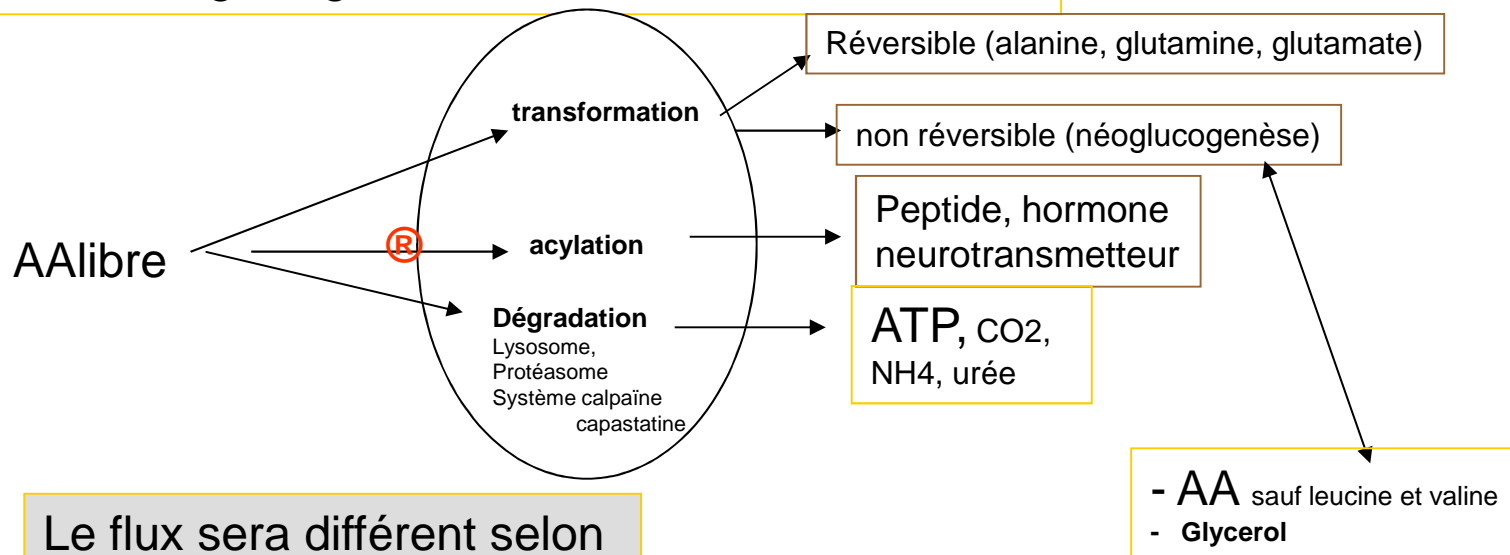 Réversible (alanine, glutamine, glutamate)
transformation
non réversible (néoglucogenèse)
AAlibre
R
acylation
Peptide, hormone
neurotransmetteur
Dégradation
Lysosome,
Protéasome
Système calpaïne
capastatine
ATP, CO2,
NH4, urée
- AA sauf leucine et valine
- Glycerol
Le flux sera différent selon